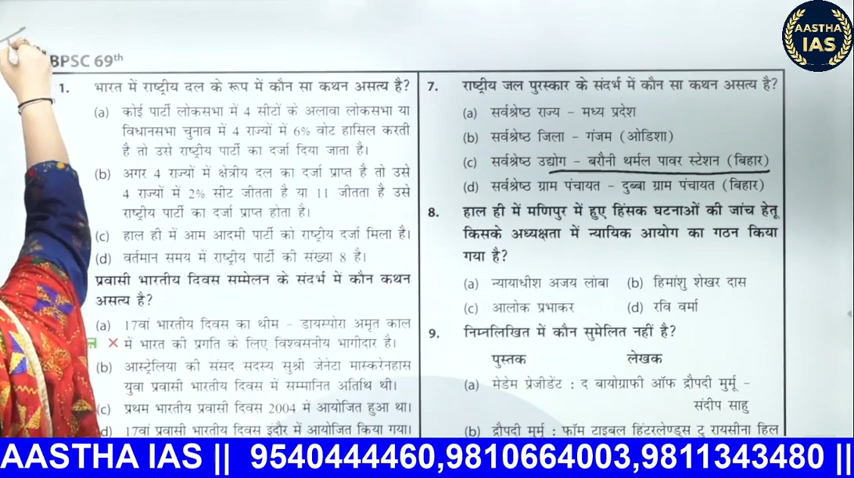 AASTHA
IAS
BPSC 69th
1. भारत में राष्ट्रीय दल के रूप में कौन सा कथन असत्य है?
(a) कोई पार्टी लोकसभा में 4 सीटों के अलावा लोकसभा या
विधानसभा चुनाव में 4 राज्यों में 6% वोट हासिल करती
है तो उसे राष्ट्रीय पार्टी का दर्जा दिया जाता है।
(b) अगर 4 राज्यों में क्षेत्रीय दल का दर्जा प्राप्त है तो उसे
4 राज्यों में 2% सीट जीतता है या 11 जीतता है उसे
राष्ट्रीय पार्टी का दर्जा प्राप्त होता है।
(c) हाल ही में आम आदमी पार्टी को राष्ट्रीय दर्जा मिला है।
(d) वर्तमान समय में राष्ट्रीय पार्टी की संख्या 8 है।
प्रवासी भारतीय दिवस सम्मेलन के संदर्भ में कौन कथन
असत्य है?
(a) 17वां भारतीय दिवस का थीम - डायस्पोरा अमृत काल
में भारत की प्रगति के लिए विश्वसनीय भागीदार है।
(b) आस्ट्रेलिया की संसद सदस्य सुश्री जेनेटा मास्करेनहास
युवा प्रवासी भारतीय दिवस में सम्मानित अतिथि थी।
(c) प्रथम भारतीय प्रवासी दिवस 2004 में आयोजित हुआ था।
d) 17वां प्रवासी भारतीय दिवस इंदौर में आयोजित किया गया।
7. राष्ट्रीय जल पुरस्कार के संदर्भ में कौन सा कथन असत्य है?
(a) सर्वश्रेष्ठ राज्य - मध्य प्रदेश
(b) सर्वश्रेष्ठ जिला - गंजम (ओडिशा)
(c) सर्वश्रेष्ठ उद्योग - बरौनी थर्मल पावर स्टेशन (बिहार)
(d) सर्वश्रेष्ठ ग्राम पंचायत - दुब्बा ग्राम पंचायत (बिहार)
8. हाल ही में मणिपुर में हुए हिंसक घटनाओं की जांच हेतू
किसके अध्यक्षता में न्यायिक आयोग का गठन किया
गया है?
(a) न्यायाधीश अजय लांबा (b) हिमांशु शेखर दास
(c) आलोक प्रभाकर (d) रवि वर्मा
9. निम्नलिखित में कौन सुमेलित नहीं है?
पुस्तक लेखक
(a) मेडेम प्रेजीडेंट : द बायोग्राफी ऑफ द्रौपदी मुर्मू -
संदीप साहु
(b) द्रौपदी मुर्मू : फॉम टाइबल हिंटरलेण्ड्स टु रायसीना हिल
AASTHA IAS || 9540444460,9810664003,9811343480 ||